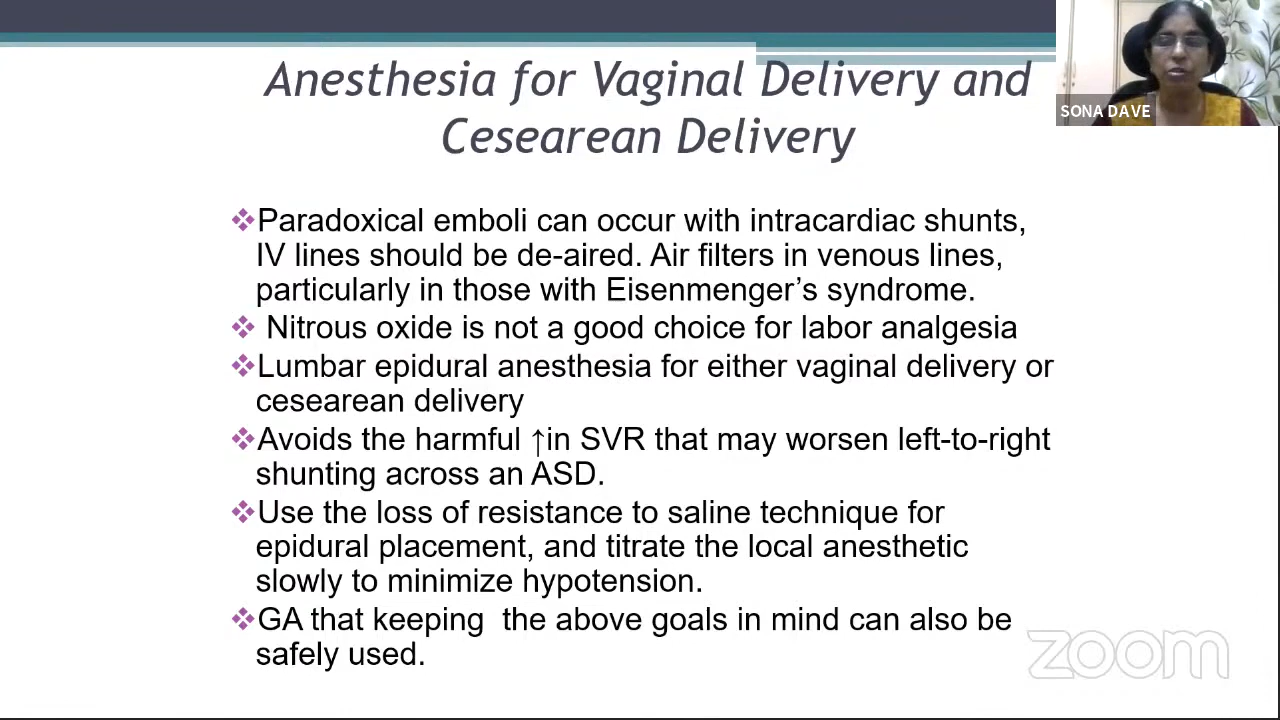 Anesthesia for Vaginal Delivery and
Cesearean Delivery
SONA DAVE
❖Paradoxical emboli can occur with intracardiac shunts,
IV lines should be de-aired. Air filters in venous lines,
particularly in those with Eisenmenger’s syndrome.
❖ Nitrous oxide is not a good choice for labor analgesia
❖Lumbar epidural anesthesia for either vaginal delivery or
cesearean delivery
❖Avoids the harmful ↑in SVR that may worsen left-to-right
shunting across an ASD.
❖Use the loss of resistance to saline technique for
epidural placement, and titrate the local anesthetic
slowly to minimize hypotension.
❖GA that keeping  the above goals in mind can also be
safely used.
zoom